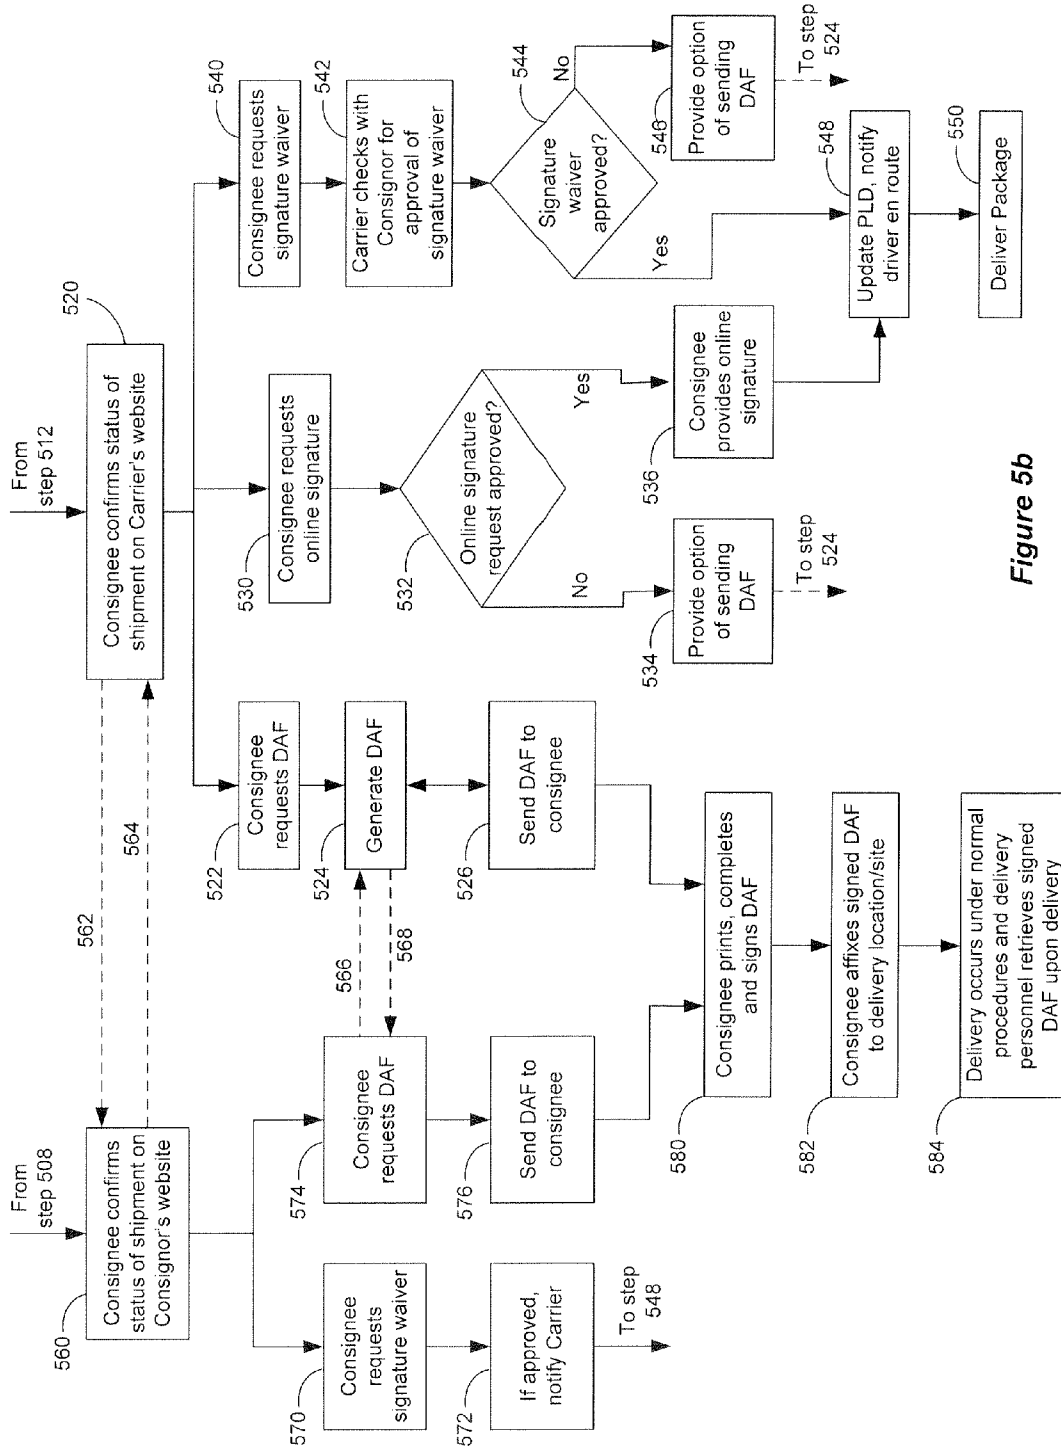 From
step 508
560
Consignee confirms
status of shipment on
Consignor's website
562
564
From
step 512
520
Consignee confirms status of
shipment on Carrier's website
570
Consignee
requests
signature waiver
572
If approved,
notify Carrier
To step
548
574
Consignee
requests DAF
566
568
576
Send DAF to
consignee
522
Consignee
requests DAF
524
Generate DAF
526
Send DAF to
consignee
580
Consignee prints, completes
and signs DAF
582
Consignee affixes signed DAF
to delivery location/site
584
Delivery occurs under normal
procedures and delivery
personnel retrieves signed
DAF upon delivery
530
Consignee requests
online signature
532
Online signature
request approved?
No
Yes
534
Provide option
of sending
DAF
To step
524
536
Consignee
provides online
signature
540
Consignee requests
signature waiver
542
Carrier checks with
Consignor for
approval of
signature waiver
544
Signature
waiver
approved?
Yes
No
546
Provide option
of sending
DAF
To step
524
548
Update PLD, notify
driver en route
550
Deliver Package
Figure 5b